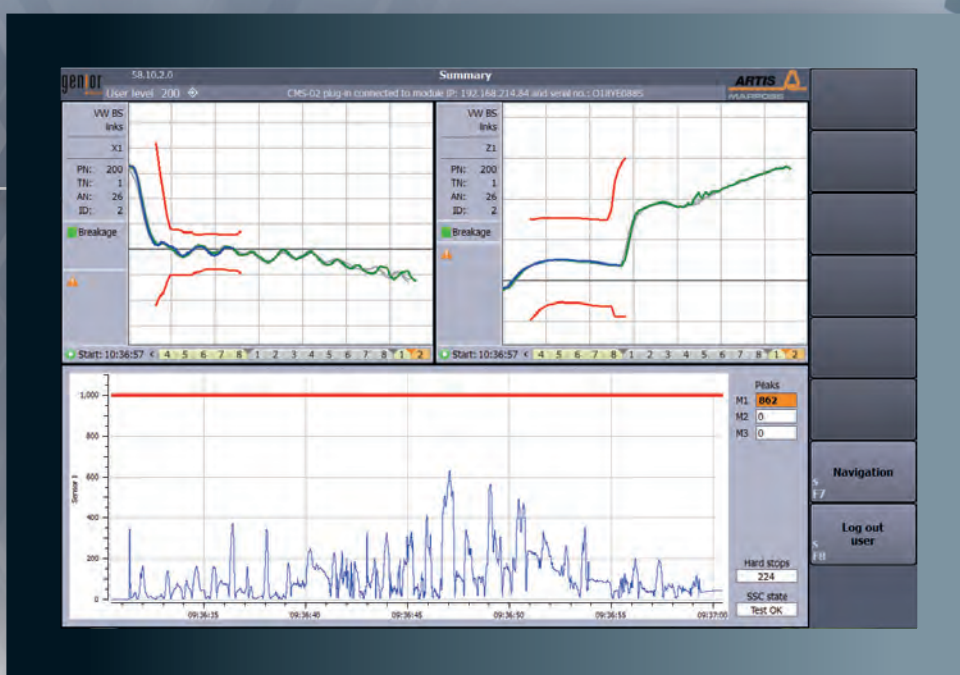 genior
58.10.2.0
Summary
User level 200
CMS-02 plug-in connected to module IP: 192.168.214.84 and serial no.: O18YE0885
ARTIS
MARPOSS
VW BS
links
X1
PN: 200
TN: 1
AN: 26
ID: 2
Breakage
Start: 10:36:57 < 4 5 6 7 8 1 2 3 4 5 6 7 8 1 2
VW BS
links
Z1
PN: 200
TN: 1
AN: 26
ID: 2
Breakage
Start: 10:36:57 < 4 5 6 7 8 1 2 3 4 5 6 7 8 1 2
1,000
800
600
400
200
0
Sensor 1
09:36:35 09:36:40 09:36:45 09:36:50 09:36:55 09:37:00
Peaks
M1 862
M2 0
M3 0
Hard stops
224
SSC state
Test OK
Navigation
S
F7
Log out
user
S
F8